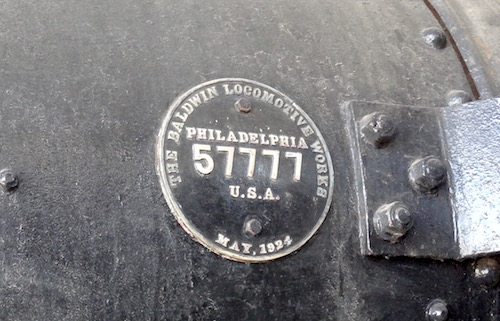 THE BALDWIN LOCOMOTIVE WORKS.
PHILADELPHIA
57777
U.S.A.
MAY, 1924